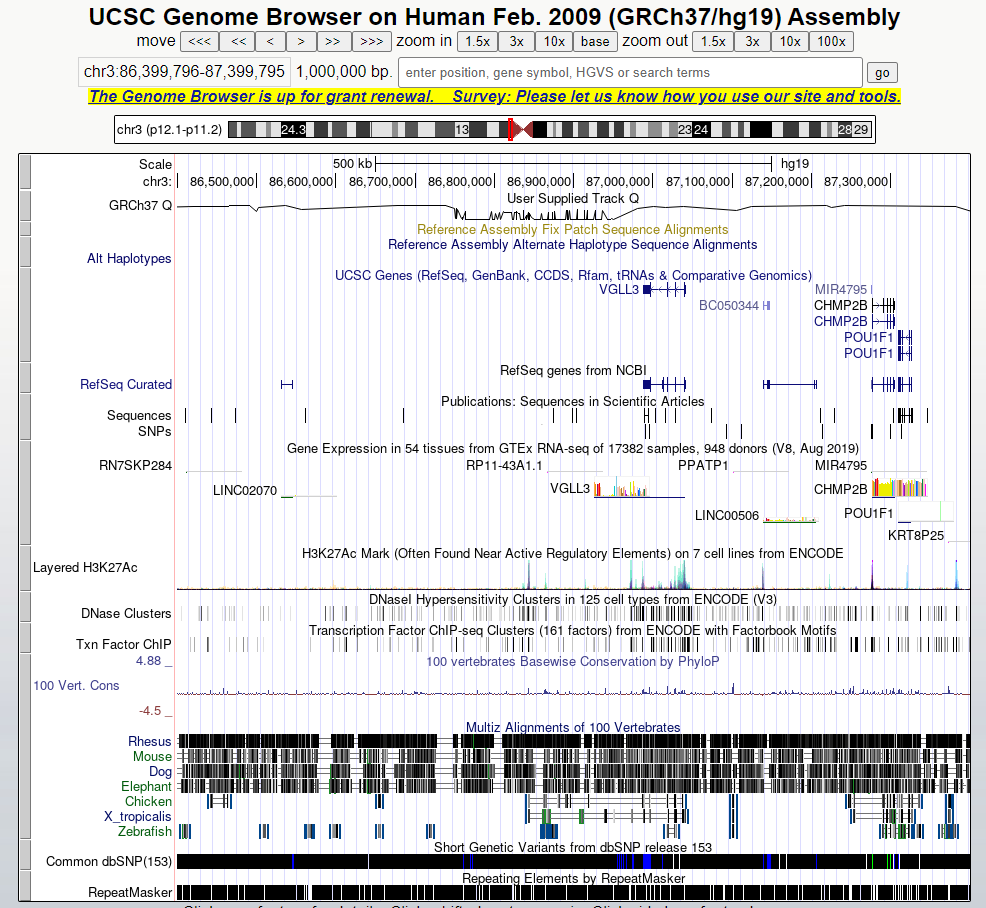 UCSC Genome Browser on Human Feb. 2009 (GRCh37/hg19) Assembly
move <<< << < > >> >>> zoom in 1.5x 3x 10x base zoom out 1.5x 3x 10x 100x
chr3:86,399,796-87,399,795 1,000,000 bp. enter position, gene symbol, HGVS or search terms go
The Genome Browser is up for grant renewal. Survey: Please let us know how you use our site and tools.
chr3 (p12.1-p11.2) 24.3 13 23 24 28 29
Scale 500 kb hg19
chr3: 86,500,000 86,600,000 86,700,000 86,800,000 86,900,000 87,000,000 87,100,000 87,200,000 87,300,000
User Supplied Track Q
GRCh37 Q
Reference Assembly Fix Patch Sequence Alignments
Reference Assembly Alternate Haplotype Sequence Alignments
Alt Haplotypes
UCSC Genes (RefSeq, GenBank, CCDS, Rfam, tRNAs & Comparative Genomics)
VGLL3 MIR4795
BC050344 CHMP2B
CHMP2B
POU1F1
POU1F1
RefSeq genes from NCBI
RefSeq Curated
Publications: Sequences in Scientific Articles
Sequences
SNPs
Gene Expression in 54 tissues from GTEx RNA-seq of 17382 samples, 948 donors (V8, Aug 2019)
RN7SKP284 RP11-43A1.1 PPATP1 MIR4795
LINC02070 VGLL3 CHMP2B
LINC00506 POU1F1
KRT8P25
H3K27Ac Mark (Often Found Near Active Regulatory Elements) on 7 cell lines from ENCODE
Layered H3K27Ac
DNaseI Hypersensitivity Clusters in 125 cell types from ENCODE (V3)
DNase Clusters
Transcription Factor ChIP-seq Clusters (161 factors) from ENCODE with Factorbook Motifs
Txn Factor ChIP
4.88 _ 100 vertebrates Basewise Conservation by PhyloP
100 Vert. Cons
-4.5 _
Multiz Alignments of 100 Vertebrates
Rhesus
Mouse
Dog
Elephant
Chicken
X_tropicalis
Zebrafish
Short Genetic Variants from dbSNP release 153
Common dbSNP(153)
Repeating Elements by RepeatMasker
RepeatMasker